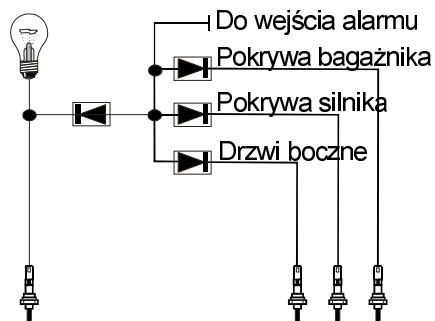 Do wejścia alarmu
Pokrywa bagażnika
Pokrywa silnika
Drzwi boczne